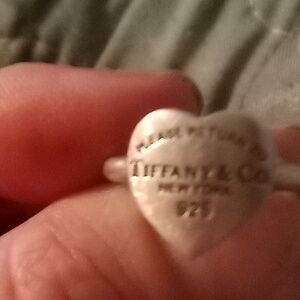 PLEASE RETURN TO
TIFFANY & CO.
NEW YORK
925